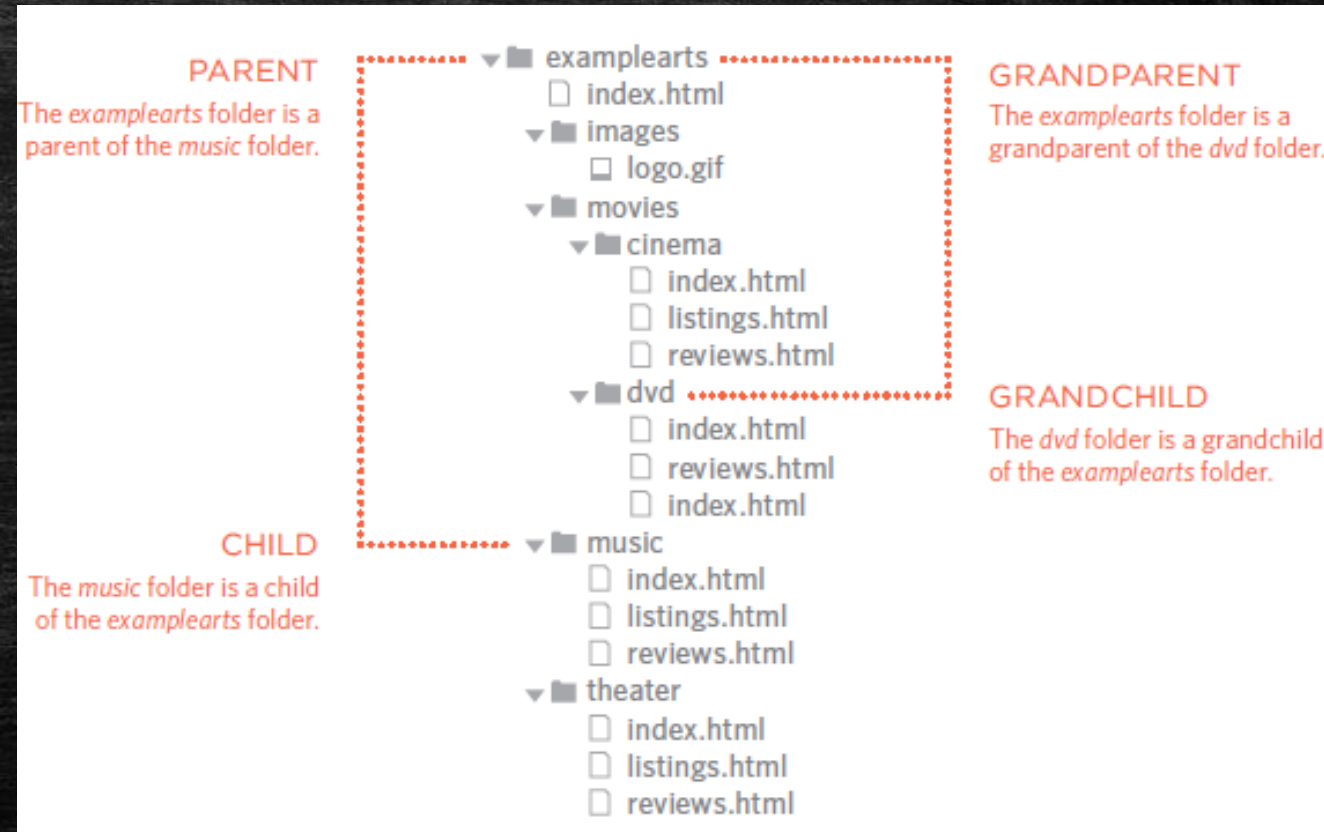 PARENT
The examplearts folder is a
parent of the music folder.
examplearts
index.html
images
logo.gif
movies
cinema
index.html
listings.html
reviews.html
dvd
index.html
reviews.html
index.html
music
index.html
listings.html
reviews.html
theater
index.html
listings.html
reviews.html
CHILD
The music folder is a child
of the examplearts folder.
GRANDPARENT
The examplearts folder is a
grandparent of the dvd folder.
GRANDCHILD
The dvd folder is a grandchild
of the examplearts folder.